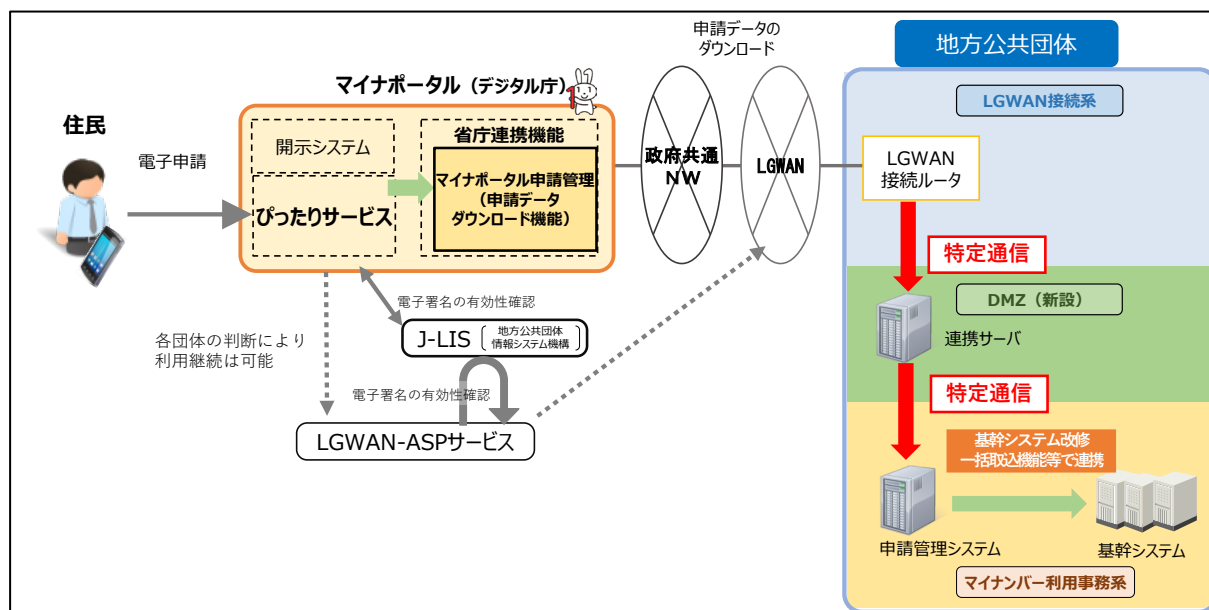 申請データの
ダウンロード
地方公共団体
マイナポータル（デジタル庁）
1
LGWAN接続系
住民
電子申請
開示システム
省庁連携機能
ぴったりサービス
マイナポータル申請管理
（申請データ
ダウンロード機能）
政府共通
NW
LGWAN
LGWAN
接続ルータ
特定通信
DMZ（新設）
連携サーバ
電子署名の有効性確認
各団体の判断により
利用継続は可能
J-LIS
地方公共団体
情報システム機構
電子署名の有効性確認
LGWAN-ASPサービス
特定通信
基幹システム改修
一括取込機能等で連携
申請管理システム
基幹システム
マイナンバー利用事務系